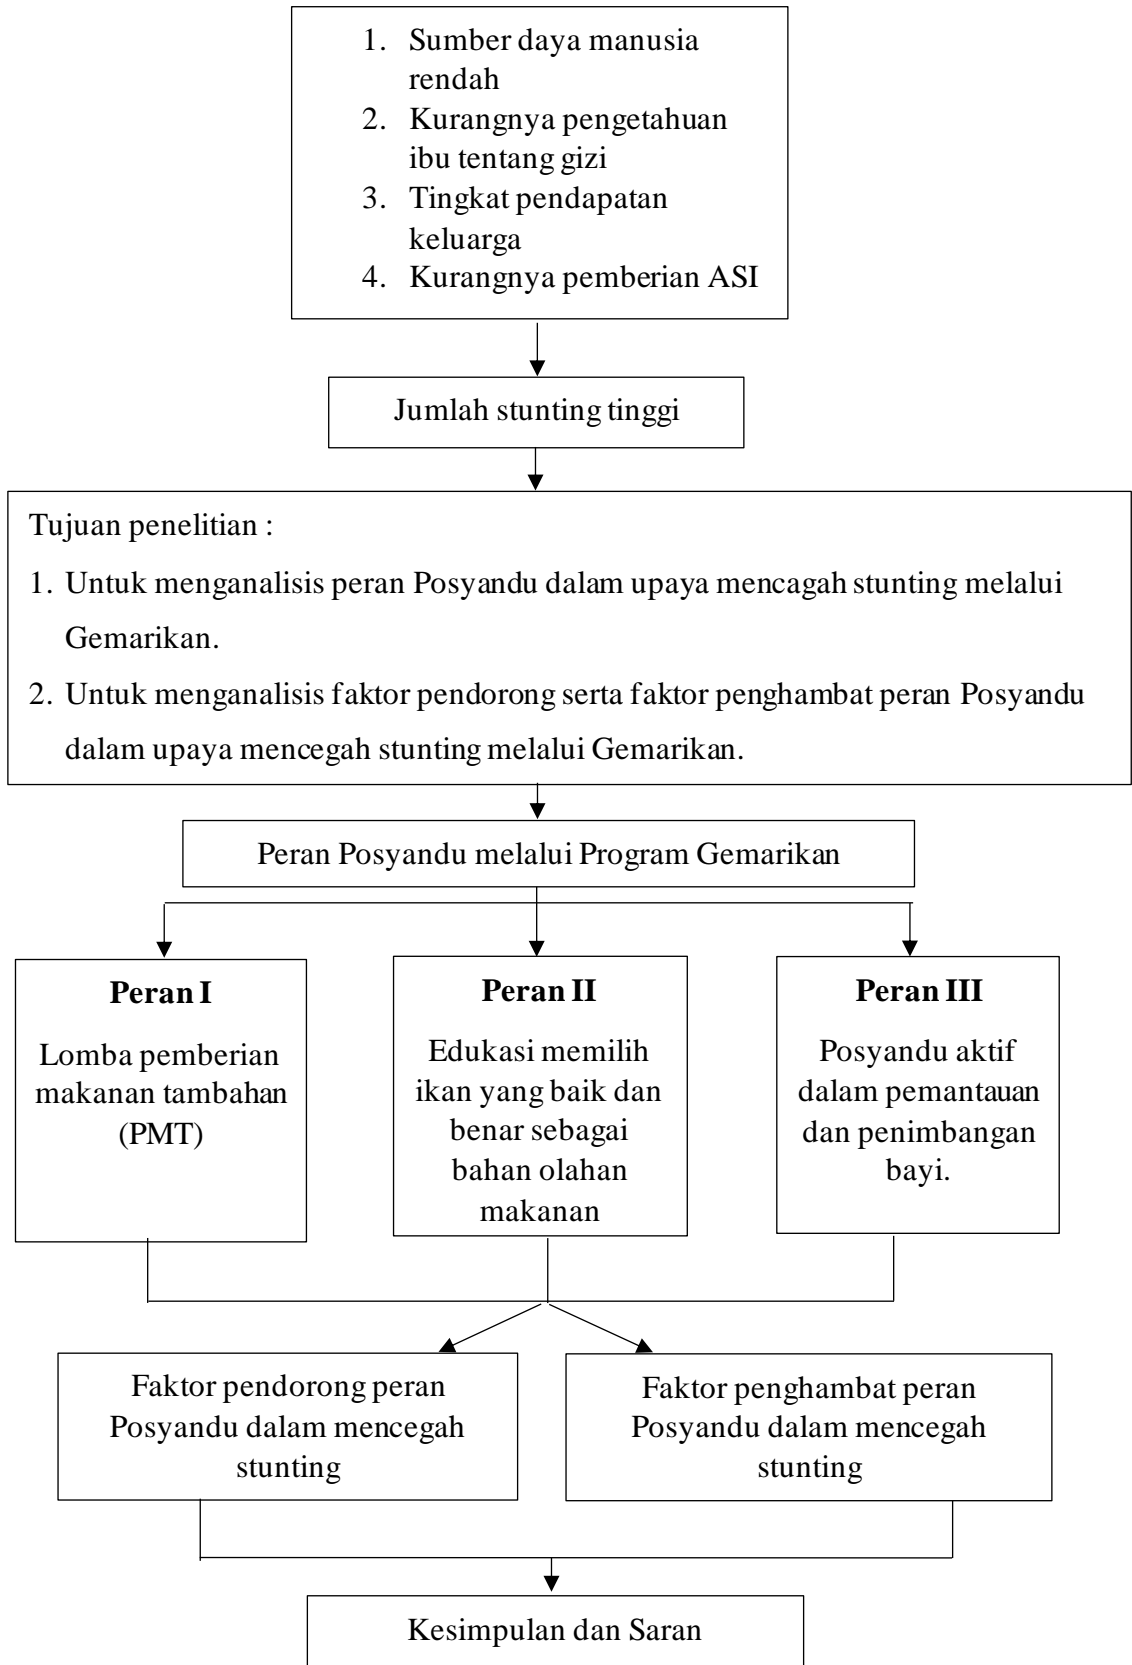 1. Sumber daya manusia
rendah
2. Kurangnya pengetahuan
ibu tentang gizi
3. Tingkat pendapatan
keluarga
4. Kurangnya pemberian ASI
Jumlah stunting tinggi
Tujuan penelitian :
1. Untuk menganalisis peran Posyandu dalam upaya mencagah stunting melalui
Gemarikan.
2. Untuk menganalisis faktor pendorong serta faktor penghambat peran Posyandu
dalam upaya mencegah stunting melalui Gemarikan.
Peran Posyandu melalui Program Gemarikan
Peran I
Lomba pemberian
makanan tambahan
(PMT)
Peran II
Edukasi memilih
ikan yang baik dan
benar sebagai
bahan olahan
makanan
Peran III
Posyandu aktif
dalam pemantauan
dan penimbangan
bayi.
Faktor pendorong peran
Posyandu dalam mencegah
stunting
Faktor penghambat peran
Posyandu dalam mencegah
stunting
Kesimpulan dan Saran